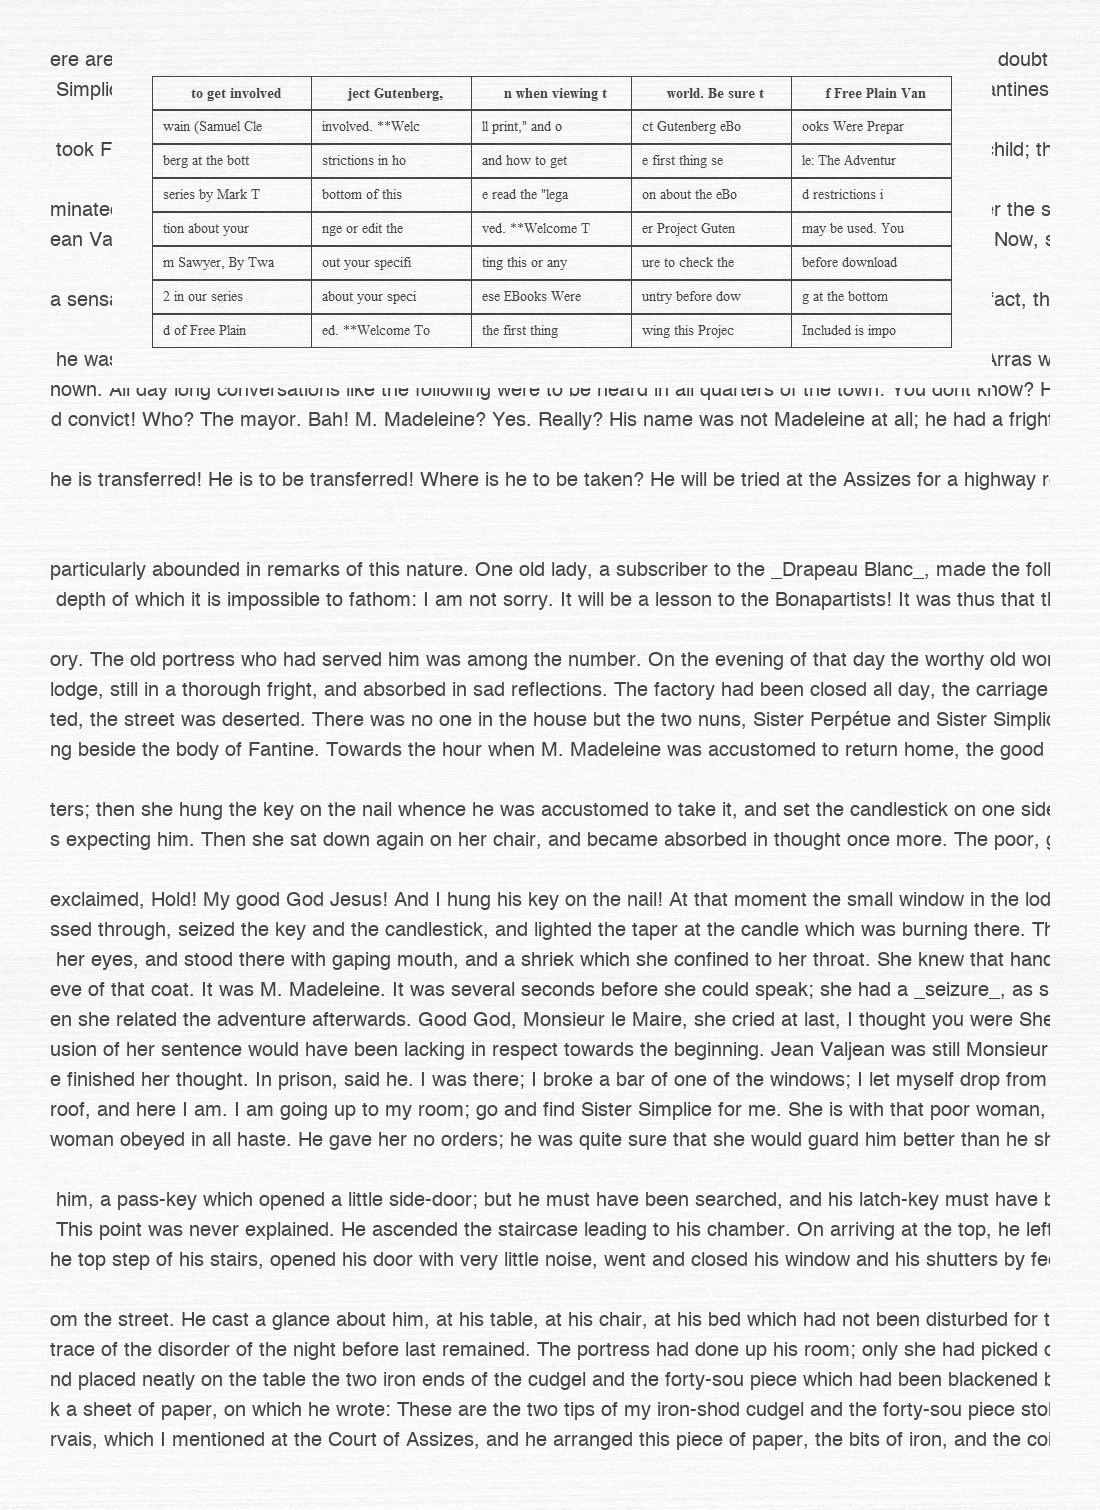 ere are doubt
Simplic antines
to get involved ject Gutenberg, n when viewing t world. Be sure t f Free Plain Van
wain (Samuel Cle involved. **Welc ll print," and o ct Gutenberg eBo ooks Were Prepar
took F hild; th
berg at the bott strictions in ho and how to get e first thing se le: The Adventur
series by Mark T bottom of this e read the "lega on about the eBo d restrictions i
minated r the s
tion about your nge or edit the ved. **Welcome T er Project Guten may be used. You
ean Va Now, s
m Sawyer, By Twa out your specifi ting this or any ure to check the before download
2 in our series about your speci ese EBooks Were untry before dow g at the bottom
a sensa fact, th
d of Free Plain ed. **Welcome To the first thing wing this Projec Included is impo
he was Arras w
nown. All day long conversations like the following were to be heard in all quarters of the town. You dont know? H
d convict! Who? The mayor. Bah! M. Madeleine? Yes. Really? His name was not Madeleine at all; he had a fright
he is transferred! He is to be transferred! Where is he to be taken? He will be tried at the Assizes for a highway r
particularly abounded in remarks of this nature. One old lady, a subscriber to the _Drapeau Blanc_, made the foll
depth of which it is impossible to fathom: I am not sorry. It will be a lesson to the Bonapartists! It was thus that th
ory. The old portress who had served him was among the number. On the evening of that day the worthy old wor
lodge, still in a thorough fright, and absorbed in sad reflections. The factory had been closed all day, the carriage
ted, the street was deserted. There was no one in the house but the two nuns, Sister Perpétue and Sister Simplic
ng beside the body of Fantine. Towards the hour when M. Madeleine was accustomed to return home, the good
ters; then she hung the key on the nail whence he was accustomed to take it, and set the candlestick on one side
s expecting him. Then she sat down again on her chair, and became absorbed in thought once more. The poor, g
exclaimed, Hold! My good God Jesus! And I hung his key on the nail! At that moment the small window in the lod
ssed through, seized the key and the candlestick, and lighted the taper at the candle which was burning there. Th
her eyes, and stood there with gaping mouth, and a shriek which she confined to her throat. She knew that hand
eve of that coat. It was M. Madeleine. It was several seconds before she could speak; she had a _seizure_, as s
en she related the adventure afterwards. Good God, Monsieur le Maire, she cried at last, I thought you were She
usion of her sentence would have been lacking in respect towards the beginning. Jean Valjean was still Monsieur
e finished her thought. In prison, said he. I was there; I broke a bar of one of the windows; I let myself drop from
roof, and here I am. I am going up to my room; go and find Sister Simplice for me. She is with that poor woman,
woman obeyed in all haste. He gave her no orders; he was quite sure that she would guard him better than he sh
him, a pass-key which opened a little side-door; but he must have been searched, and his latch-key must have b
This point was never explained. He ascended the staircase leading to his chamber. On arriving at the top, he left
he top step of his stairs, opened his door with very little noise, went and closed his window and his shutters by fee
om the street. He cast a glance about him, at his table, at his chair, at his bed which had not been disturbed for t
trace of the disorder of the night before last remained. The portress had done up his room; only she had picked o
nd placed neatly on the table the two iron ends of the cudgel and the forty-sou piece which had been blackened b
k a sheet of paper, on which he wrote: These are the two tips of my iron-shod cudgel and the forty-sou piece stol
rvais, which I mentioned at the Court of Assizes, and he arranged this piece of paper, the bits of iron, and the coi